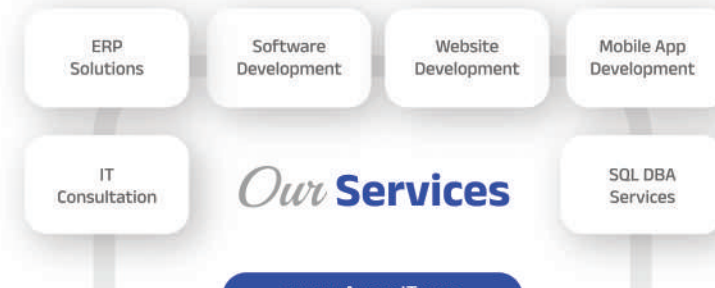 ERP
Solutions
Software
Development
Website
Development
Mobile App
Development
IT
Consultation
Our Services
SQL DBA
Services